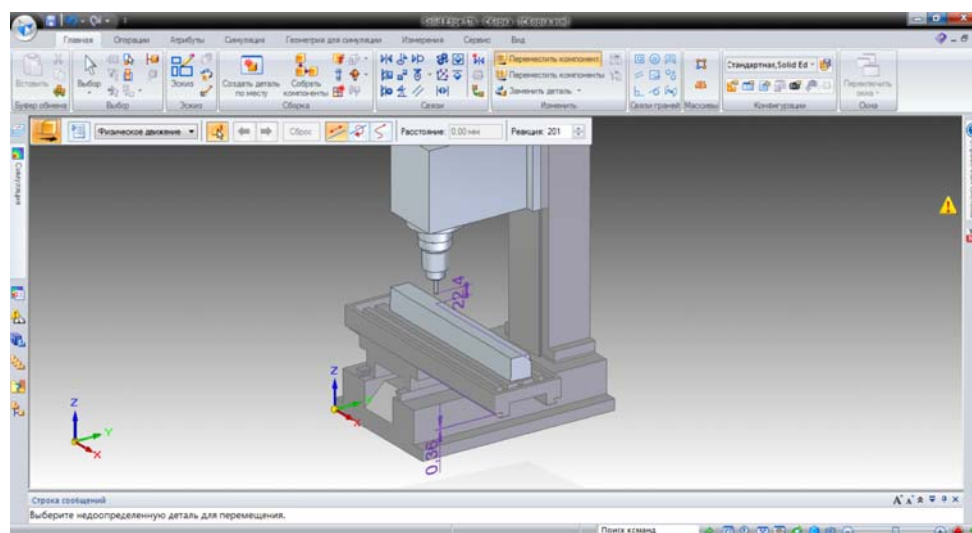 Главная Операции Атрибуты Симуляция Геометрия для симуляции Измерения Сервис Вид
Вставить Выбор Эскиз Создать деталь по месту Собрать компоненты Переместить компонент Стандартная,Solid Ed Переключить окна
Переместить компоненты
Заменить деталь
Буфер обмена Выбор Эскиз Сборка Связи Изменить Связи граней Массивы Конфигурации Окна
Физическое движение Сброс Расстояние: 0.00 мм Реакция: 201
Симуляция
22,4
Z
Y
X
Z
Y
X
0,36
Строка сообщений
Выберите недоопределенную деталь для перемещения.
Поиск команд